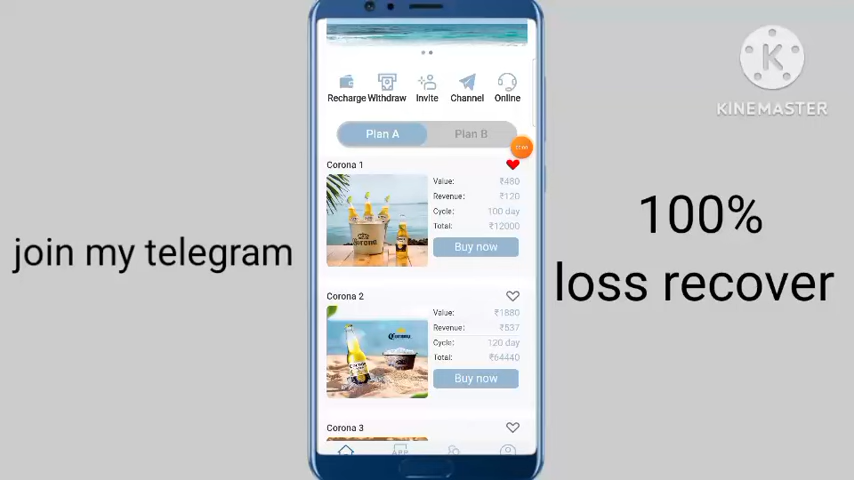 KINEMASTER
Recharge Withdraw Invite Channel Online
Plan A Plan B
Corona 1
Value: ₹480
Revenue: ₹120
Cycle: 100 day
Total: ₹12000
Buy now
Corona 2
Value: ₹1880
Revenue: ₹537
Cycle: 120 day
Total: ₹64440
Buy now
Corona 3
join my telegram
100%
loss recover